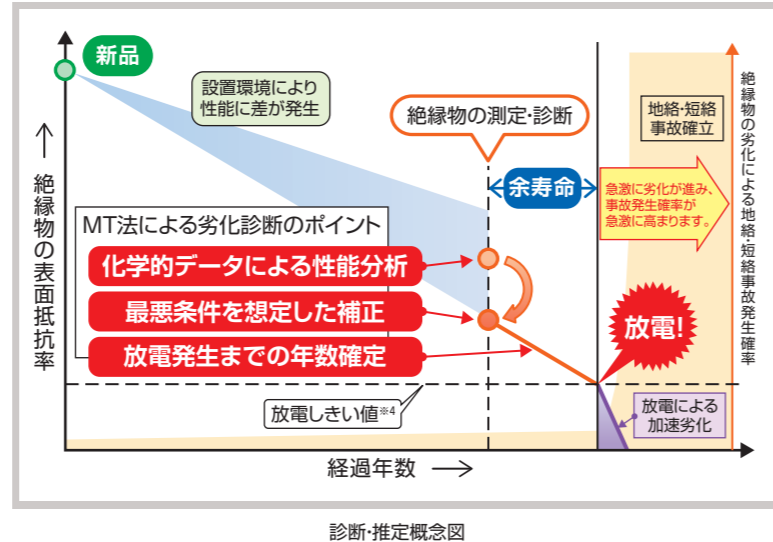 新品
設置環境により
性能に差が発生
絶縁物の測定・診断
地絡・短絡
事故確立
余寿命
急激に劣化が進み、
事故発生確率が
急激に高まります。
MT法による劣化診断のポイント
化学的データによる性能分析
最悪条件を想定した補正
放電発生までの年数確定
放電!
放電しきい値※4
放電による
加速劣化
絶縁物の表面抵抗率 →
経過年数 →
絶縁物の劣化による地絡・短絡事故発生確率
診断・推定概念図